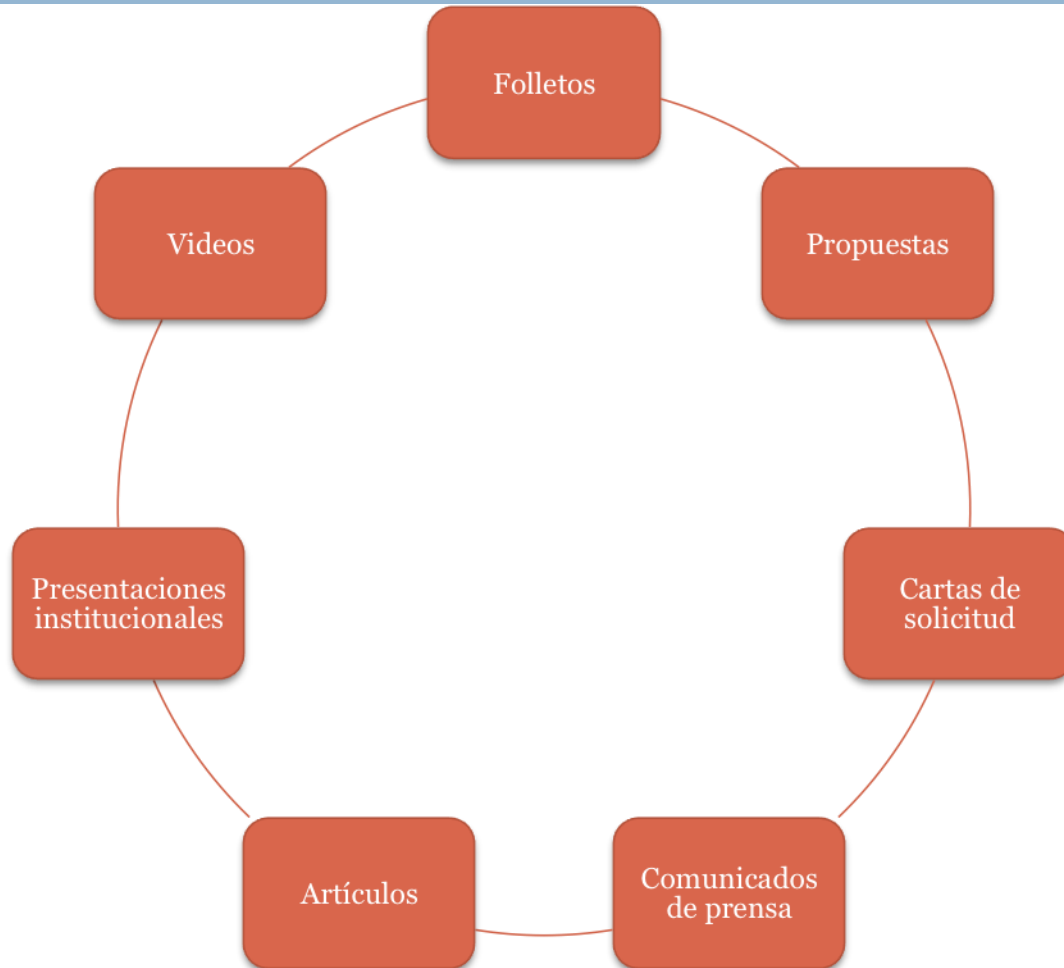 Folletos
Propuestas
Cartas de
solicitud
Comunicados
de prensa
Artículos
Presentaciones
institucionales
Videos